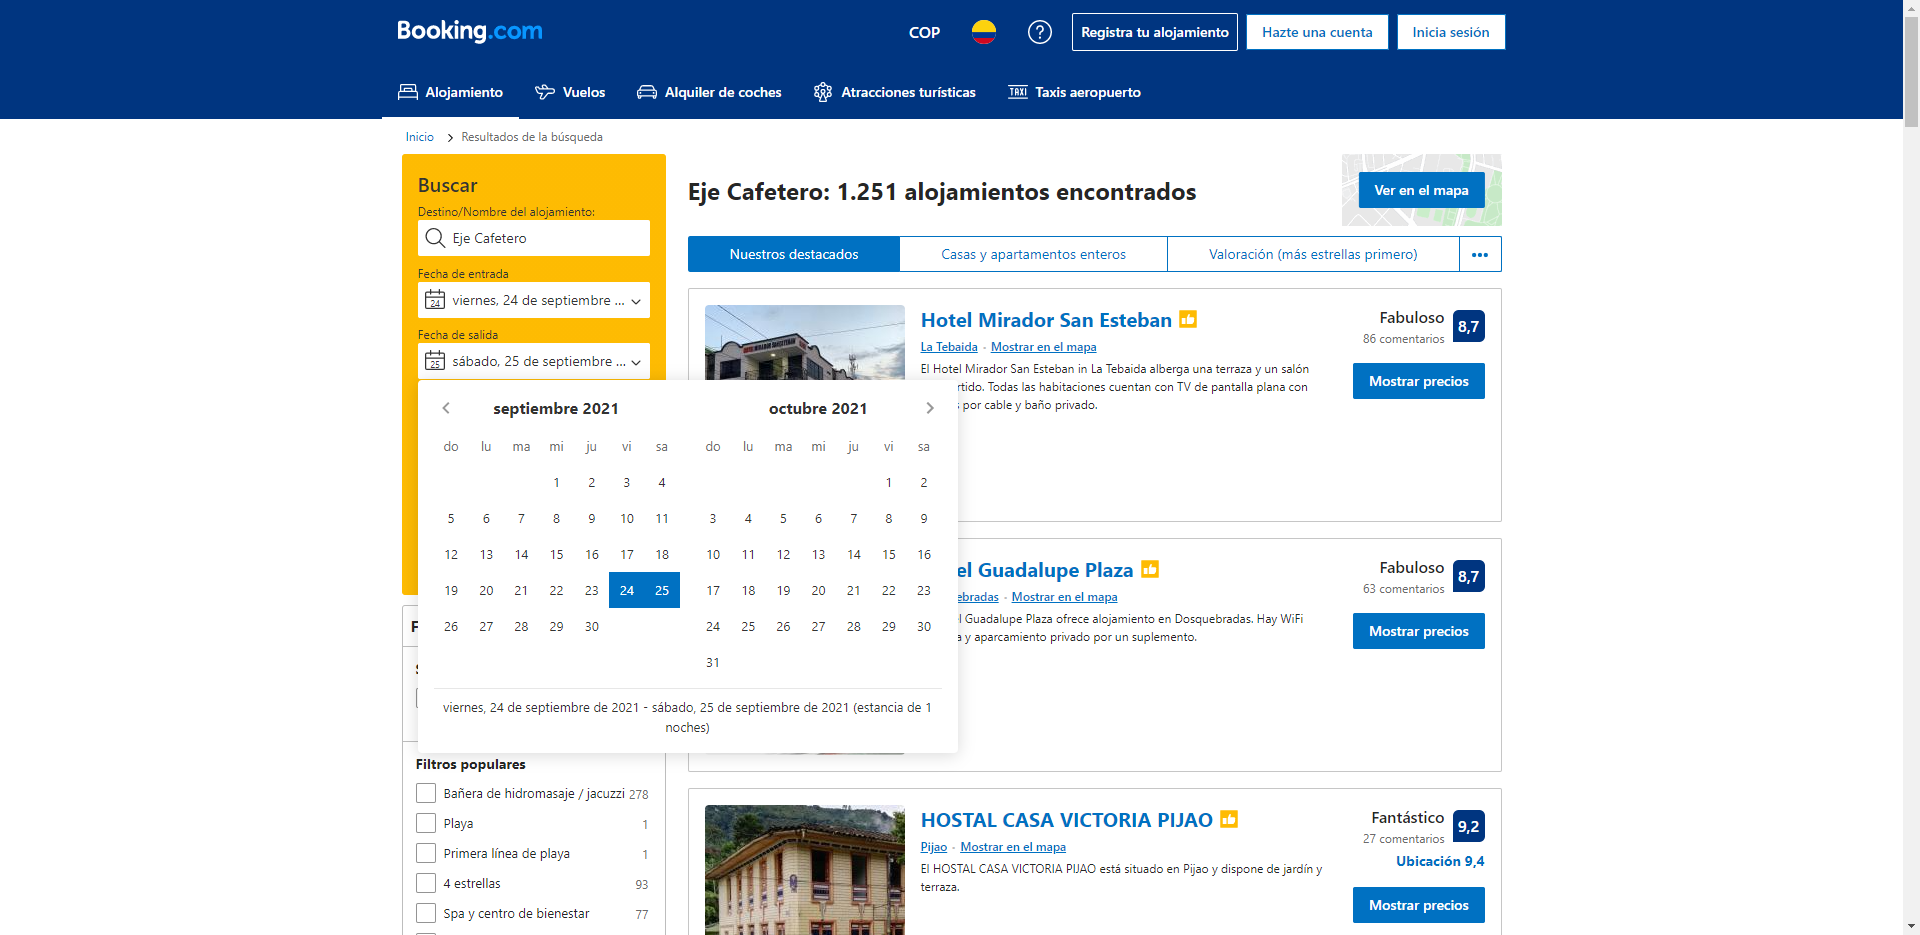 Booking.com
COP
Registra tu alojamiento
Hazte una cuenta
Inicia sesión
Alojamiento
Vuelos
Alquiler de coches
Atracciones turísticas
TAXI Taxis aeropuerto
Inicio > Resultados de la búsqueda
Buscar
Destino/Nombre del alojamiento:
Eje Cafetero
Fecha de entrada
24 viernes, 24 de septiembre ...
Fecha de salida
25 sábado, 25 de septiembre ...
septiembre 2021
do lu ma mi ju vi sa
1 2 3 4
5 6 7 8 9 10 11
12 13 14 15 16 17 18
19 20 21 22 23 24 25
26 27 28 29 30
octubre 2021
do lu ma mi ju vi sa
1 2
3 4 5 6 7 8 9
10 11 12 13 14 15 16
17 18 19 20 21 22 23
24 25 26 27 28 29 30
31
viernes, 24 de septiembre de 2021 - sábado, 25 de septiembre de 2021 (estancia de 1
noches)
Filtros populares
Bañera de hidromasaje / jacuzzi 278
Playa 1
Primera línea de playa 1
4 estrellas 93
Spa y centro de bienestar 77
Eje Cafetero: 1.251 alojamientos encontrados
Ver en el mapa
Nuestros destacados
Casas y apartamentos enteros
Valoración (más estrellas primero)
Hotel Mirador San Esteban
La Tebaida - Mostrar en el mapa
El Hotel Mirador San Esteban in La Tebaida alberga una terraza y un salón
rtido. Todas las habitaciones cuentan con TV de pantalla plana con
s por cable y baño privado.
Fabuloso 8,7
86 comentarios
Mostrar precios
el Guadalupe Plaza
ebradas - Mostrar en el mapa
l Guadalupe Plaza ofrece alojamiento en Dosquebradas. Hay WiFi
a y aparcamiento privado por un suplemento.
Fabuloso 8,7
63 comentarios
Mostrar precios
HOSTAL CASA VICTORIA PIJAO
Pijao - Mostrar en el mapa
El HOSTAL CASA VICTORIA PIJAO está situado en Pijao y dispone de jardín y
terraza.
Fantástico 9,2
27 comentarios
Ubicación 9,4
Mostrar precios